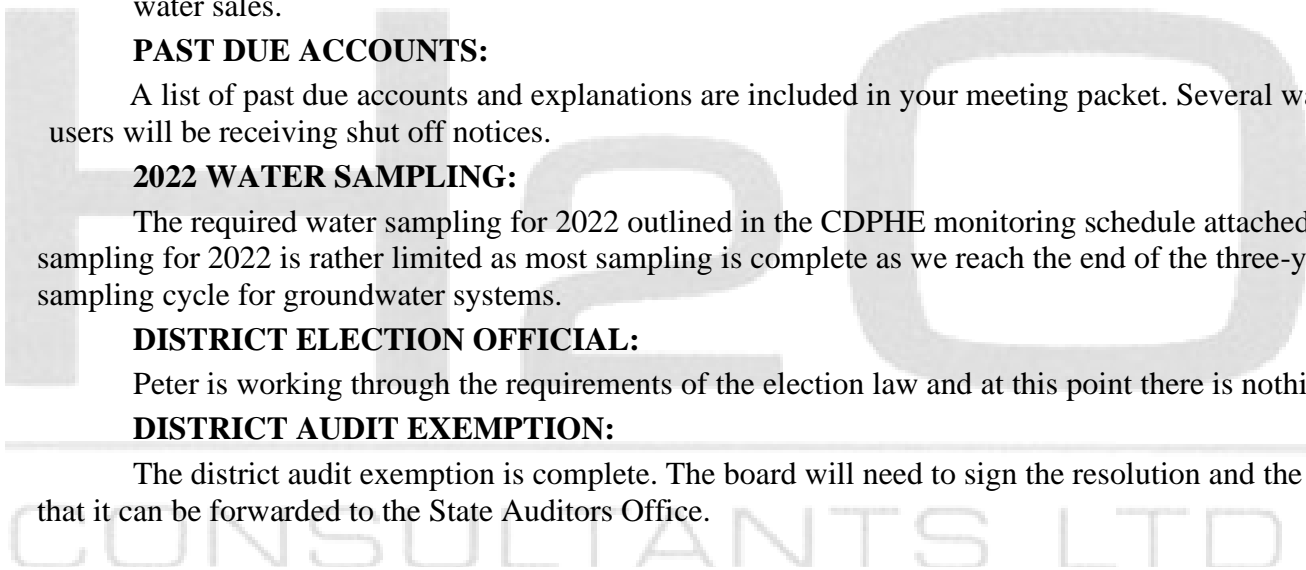 water sales.
PAST DUE ACCOUNTS:
A list of past due accounts and explanations are included in your meeting packet. Several
users will be receiving shut off notices.
2022 WATER SAMPLING:
The required water sampling for 2022 outlined in the CDPHE monitoring schedule attached
sampling for 2022 is rather limited as most sampling is complete as we reach the end of the
sampling cycle for groundwater systems.
DISTRICT ELECTION OFFICIAL:
Peter is working through the requirements of the election law and at this point there is
DISTRICT AUDIT EXEMPTION:
The district audit exemption is complete. The board will need to sign the resolution and the
that it can be forwarded to the State Auditors Office.
H2O
CONSULTANTS LTD